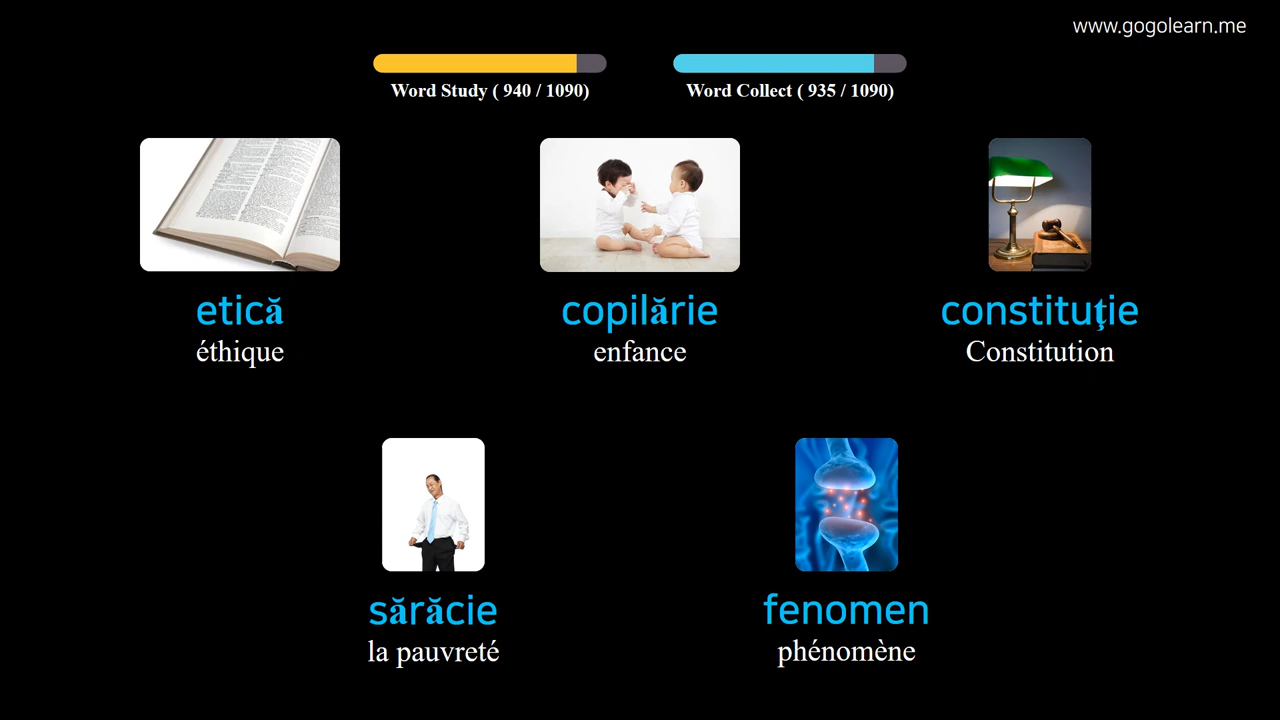 www.gogolearn.me
Word Study ( 940 / 1090)
Word Collect ( 935 / 1090)
etică
éthique
copilărie
enfance
constituţie
Constitution
sărăcie
la pauvreté
fenomen
phénomène